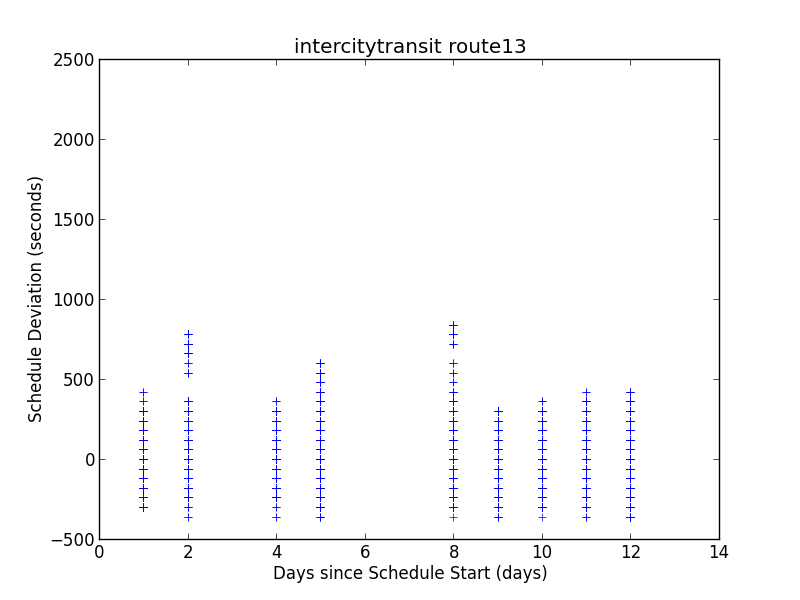 intercitytransit route13
2500
2000
1500
1000
500
0
−500
Schedule Deviation (seconds)
0 2 4 6 8 10 12 14
Days since Schedule Start (days)